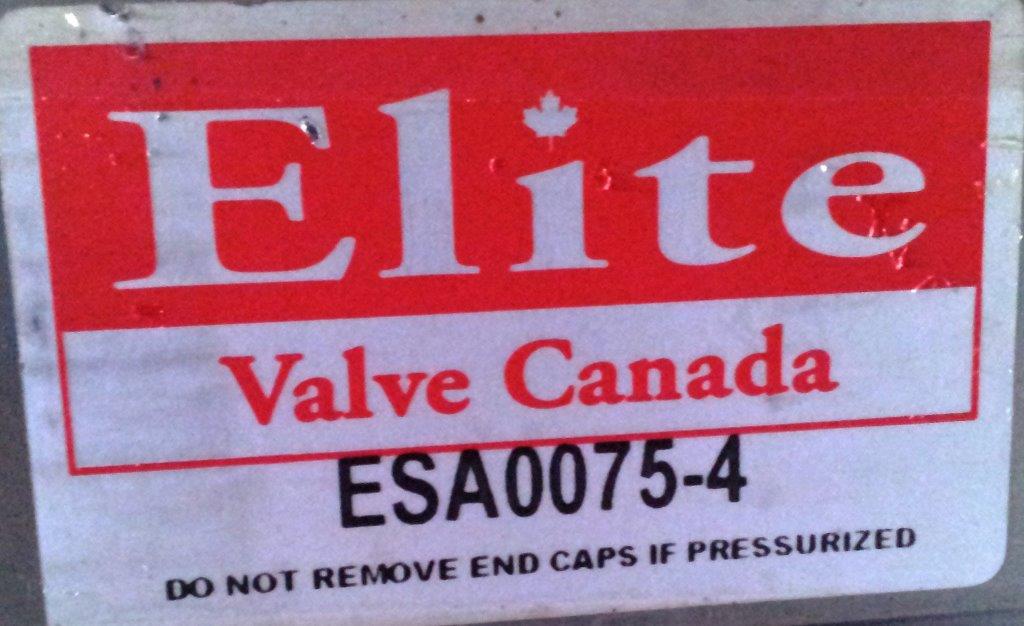 Elite
Valve Canada
ESA0075-4
DO NOT REMOVE END CAPS IF PRESSURIZED